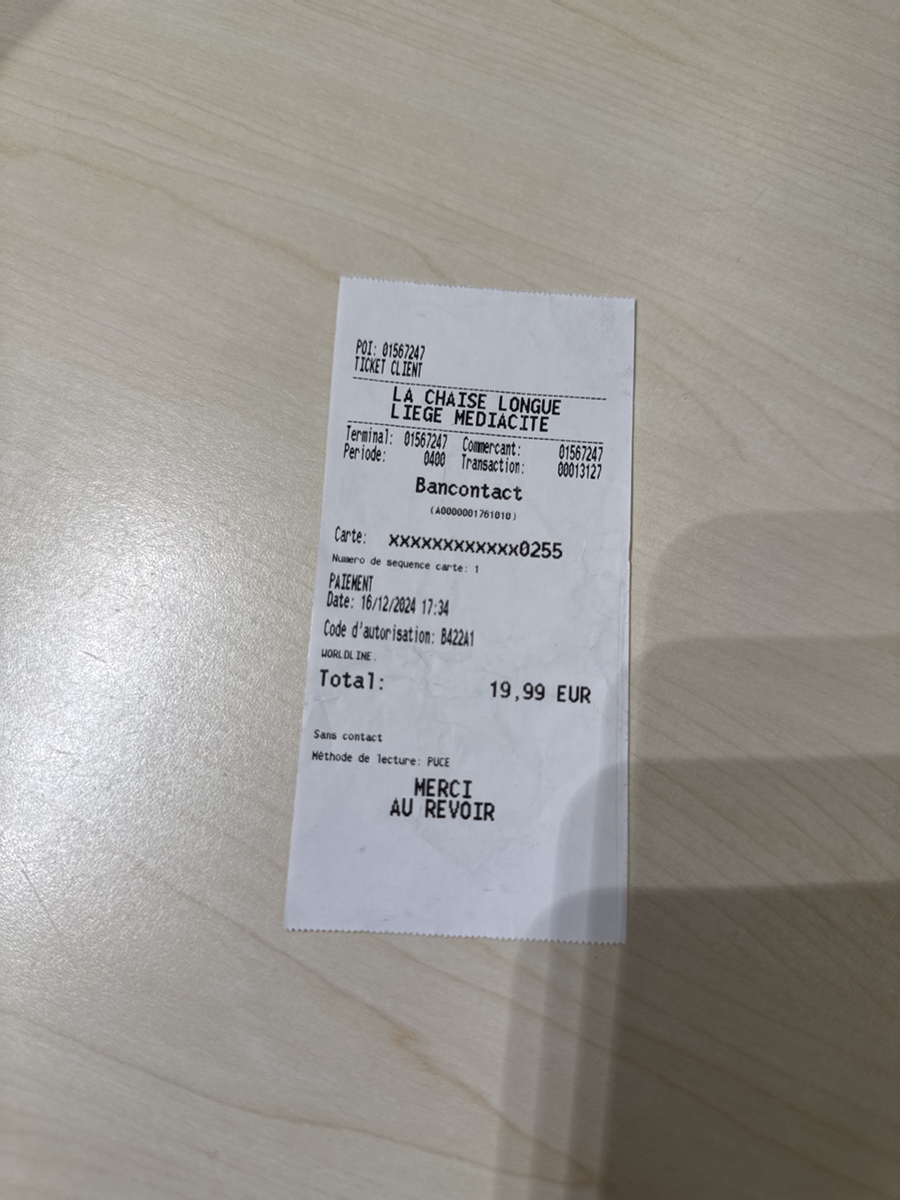 POI: 01567247
TICKET CLIENT
LA CHAISE LONGUE
LIEGE MEDIACITE
Terminal: 01567247 Commercant: 01567247
Periode: 0400 Transaction: 00013127
Bancontact
(A0000001761010)
Carte: xxxxxxxxxxxxx0255
Numero de sequence carte: 1
PAIEMENT
Date: 16/12/2024 17:34
Code d'autorisation: B422A1
WORLDLINE.
Total: 19,99 EUR
Sans contact
Méthode de lecture: PUCE
MERCI
AU REVOIR